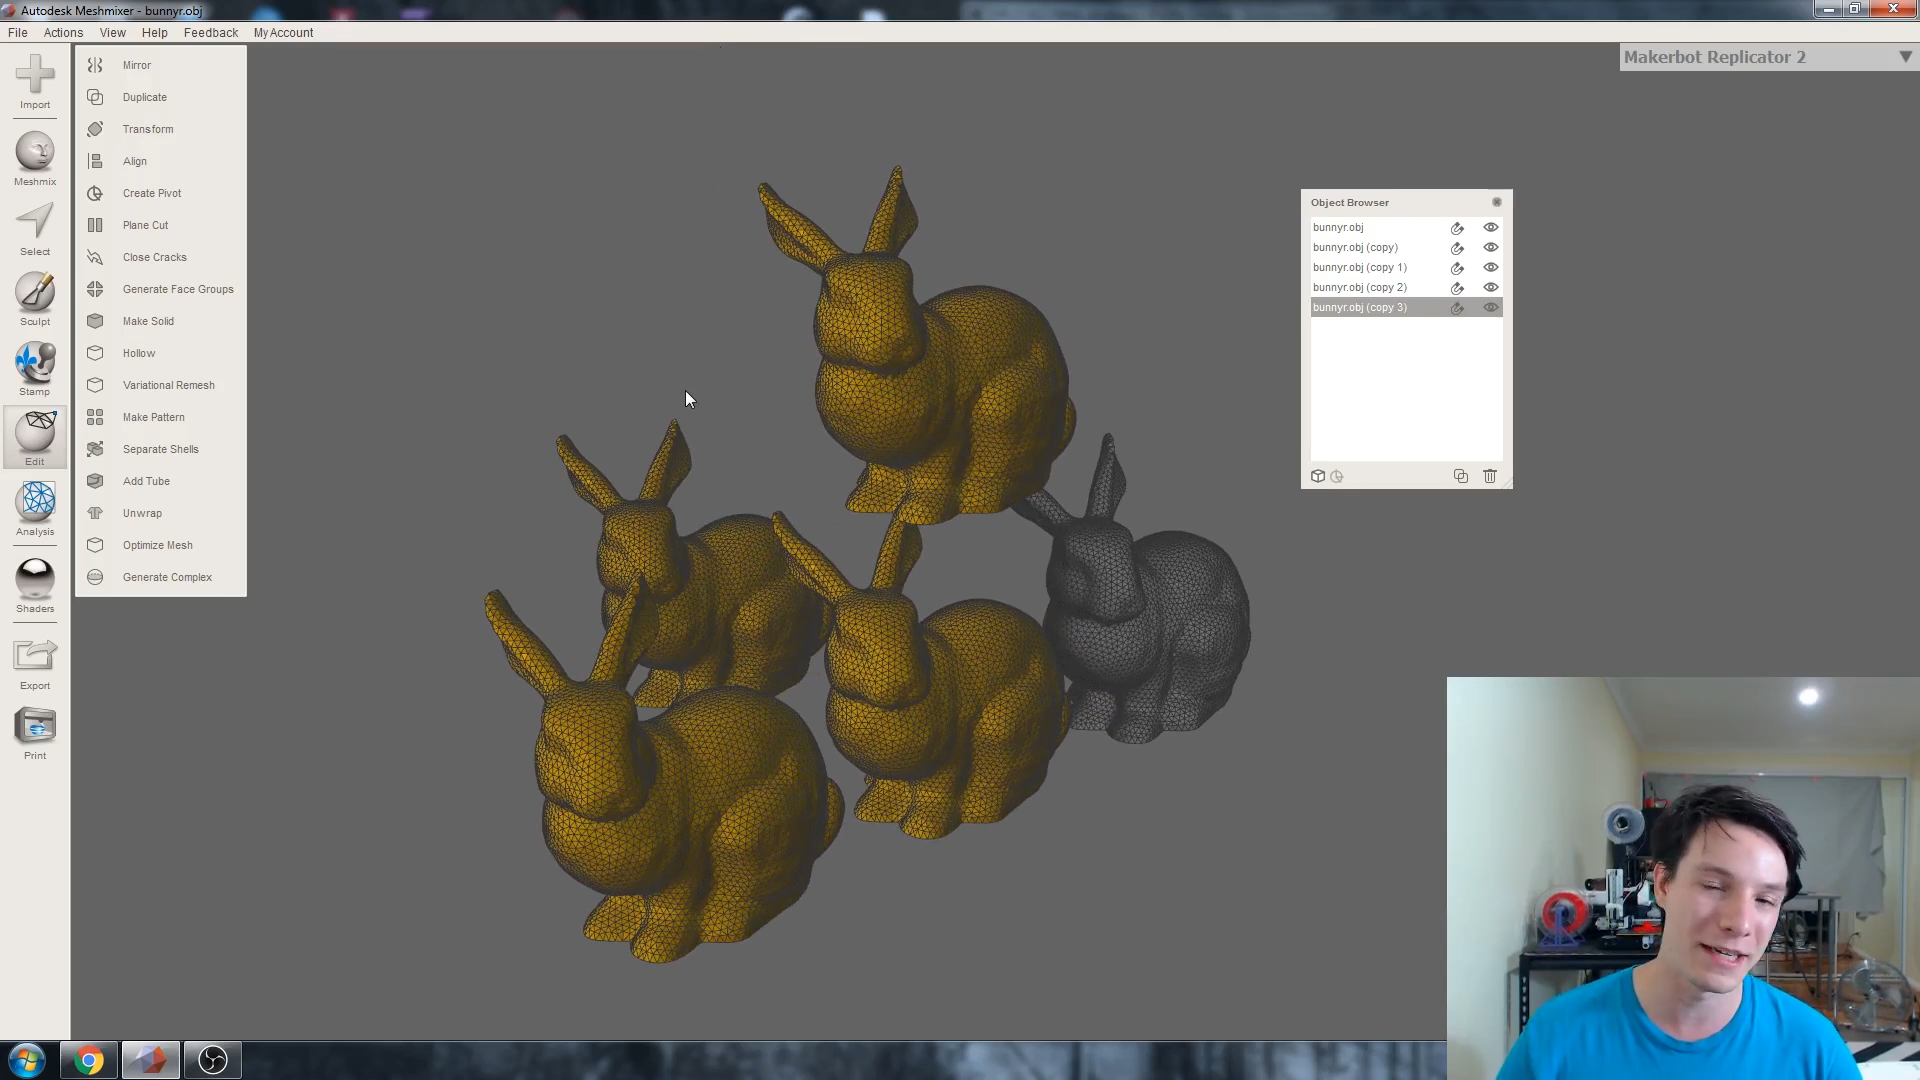 Autodesk Meshmixer - bunnyr.obj
File Actions View Help Feedback My Account
Import
Meshmix
Select
Sculpt
Stamp
Edit
Analysis
Shaders
Export
Print
Mirror
Duplicate
Transform
Align
Create Pivot
Plane Cut
Close Cracks
Generate Face Groups
Make Solid
Hollow
Variational Remesh
Make Pattern
Separate Shells
Add Tube
Unwrap
Optimize Mesh
Generate Complex
Makerbot Replicator 2
Object Browser
bunnyr.obj
bunnyr.obj (copy)
bunnyr.obj (copy 1)
bunnyr.obj (copy 2)
bunnyr.obj (copy 3)